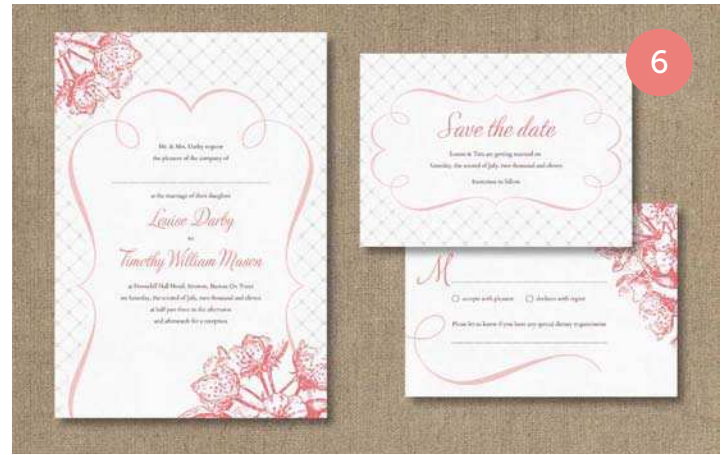 Mr. & Mrs. Darby request
the pleasure of the company of
at the marriage of their daughter
Louise Darby
to
Timothy William Mason
at Dovecliff Hall Hotel, Stretton, Burton On Trent
on Saturday, the second of July, two thousand and eleven
at half past three in the afternoon
and afterwards for a reception
6
Save the date
Louise & Tim are getting married on
Saturday, the second of July, two thousand and eleven
Invitation to follow
M
accepts with pleasure declines with regret
Please let us know if you have any special dietary requirements